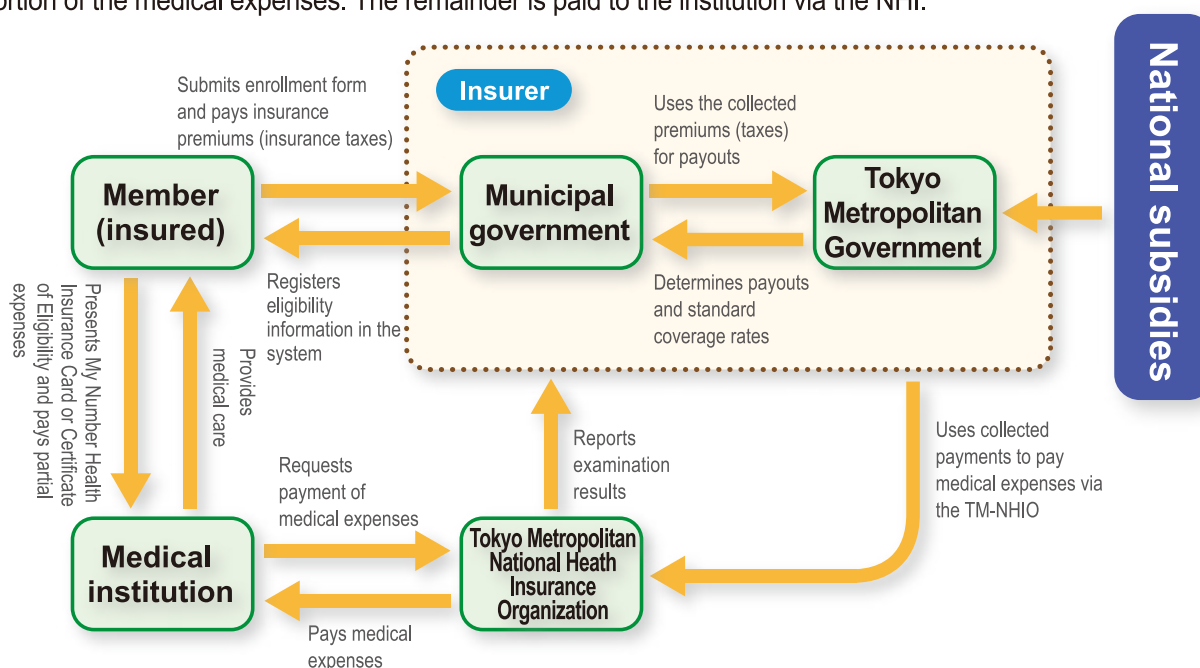 ortion of the medical expenses. The remainder is paid to the institution via the NHI.
Submits enrollment form
and pays insurance
premiums (insurance taxes)
Insurer
Uses the collected
premiums (taxes)
for payouts
National subsidies
Member
(insured)
Municipal
government
Tokyo
Metropolitan
Government
Registers
eligibility
information in the
system
Determines payouts
and standard
coverage rates
Presents My Number Health
Insurance Card or Certificate
of Eligibility and pays partial
expenses
Provides
medical care
Requests
payment of
medical expenses
Reports
examination
results
Uses collected
payments to pay
medical expenses via
the TM-NHIO
Medical
institution
Tokyo Metropolitan
National Heath
Insurance
Organization
Pays medical
expenses